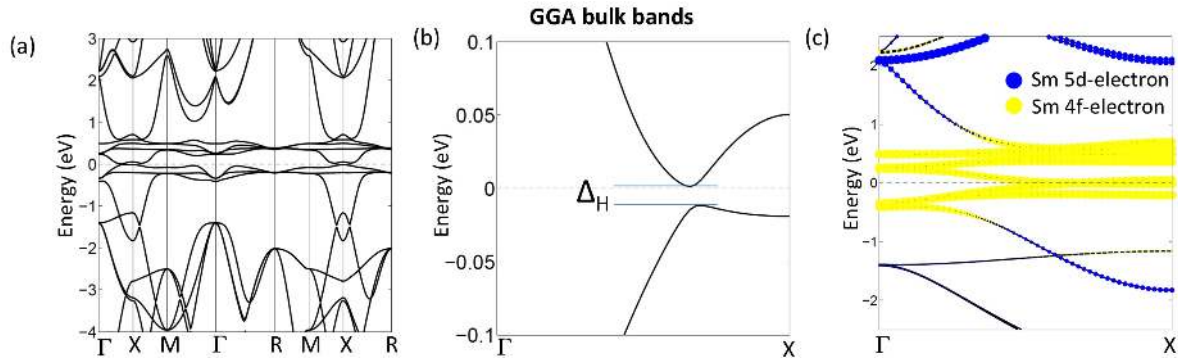 GGA bulk bands
(a)
3
2
1
0
−1
−2
−3
−4
Energy (eV)
Γ X M Γ R M X R
(b)
0.1
0.05
0
−0.05
−0.1
Energy (eV)
ΔH
Γ X
(c)
2
1
0
−1
−2
Energy (eV)
Sm 5d-electron
Sm 4f-electron
Γ X